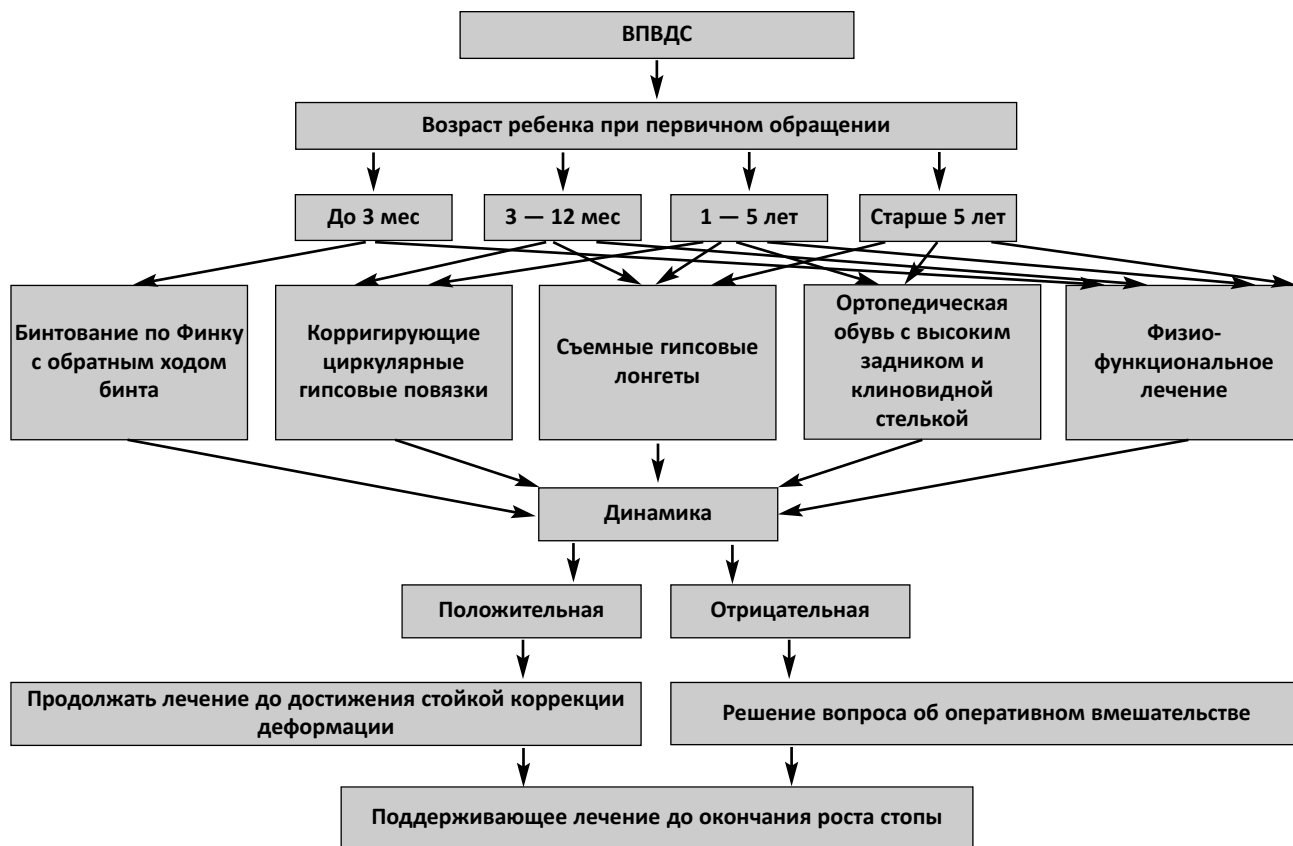 ВПВДС
Возраст ребенка при первичном обращении
До 3 мес
3 — 12 мес
1 — 5 лет
Старше 5 лет
Бинтование по Финку
с обратным ходом
бинта
Корригирующие
циркулярные
гипсовые повязки
Съемные гипсовые
лонгеты
Ортопедическая
обувь с высоким
задником и
клиновидной
стелькой
Физио-
функциональное
лечение
Динамика
Положительная
Отрицательная
Продолжать лечение до достижения стойкой коррекции
деформации
Решение вопроса об оперативном вмешательстве
Поддерживающее лечение до окончания роста стопы